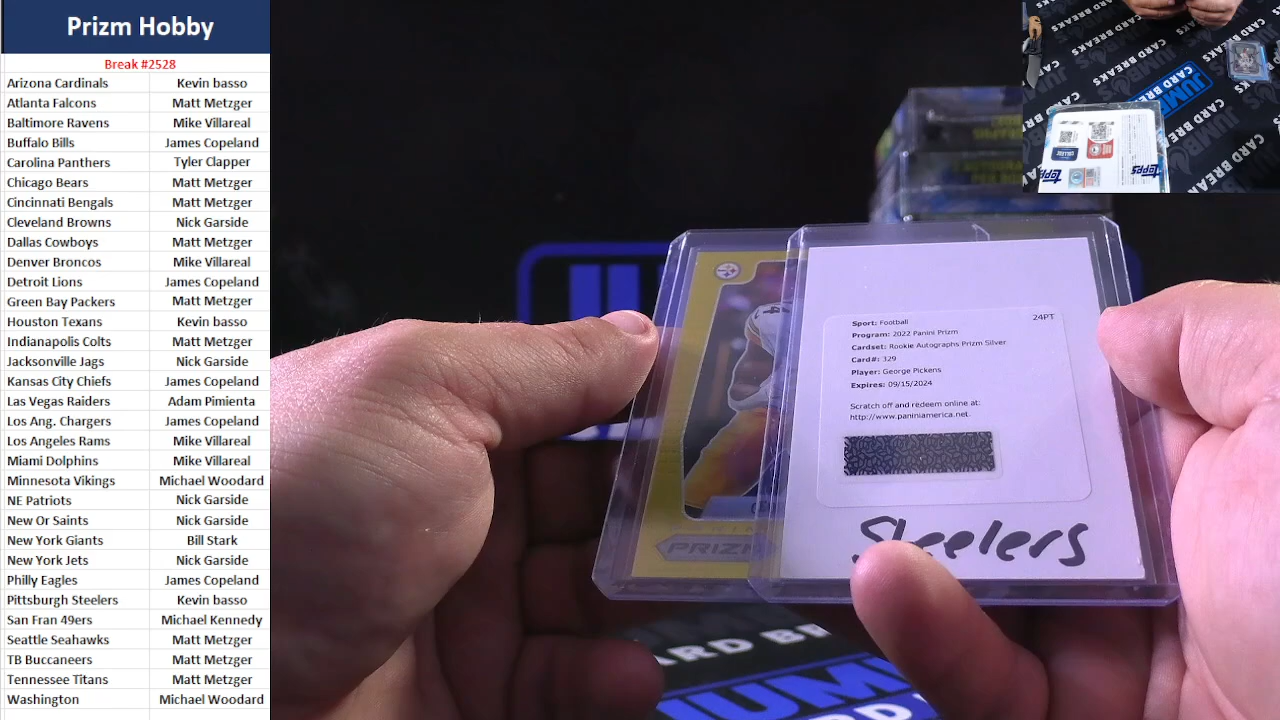 Prizm Hobby
Break #2528
Arizona Cardinals Kevin basso
Atlanta Falcons Matt Metzger
Baltimore Ravens Mike Villareal
Buffalo Bills James Copeland
Carolina Panthers Tyler Clapper
Chicago Bears Matt Metzger
Cincinnati Bengals Matt Metzger
Cleveland Browns Nick Garside
Dallas Cowboys Matt Metzger
Denver Broncos Mike Villareal
Detroit Lions James Copeland
Green Bay Packers Matt Metzger
Houston Texans Kevin basso
Indianapolis Colts Matt Metzger
Jacksonville Jags Nick Garside
Kansas City Chiefs James Copeland
Las Vegas Raiders Adam Pimienta
Los Ang. Chargers James Copeland
Los Angeles Rams Mike Villareal
Miami Dolphins Mike Villareal
Minnesota Vikings Michael Woodard
NE Patriots Nick Garside
New Or Saints Nick Garside
New York Giants Bill Stark
New York Jets Nick Garside
Philly Eagles James Copeland
Pittsburgh Steelers Kevin basso
San Fran 49ers Michael Kennedy
Seattle Seahawks Matt Metzger
TB Buccaneers Matt Metzger
Tennessee Titans Matt Metzger
Washington Michael Woodard
24PT
Sport: Football
Program: 2022 Panini Prizm
Cardset: Rookie Autographs Prizm Silver
Card#: 329
Player: George Pickens
Expires: 09/15/2024
Scratch off and redeem online at:
http://www.paniniamerica.net.
Steelers
PRIZM
JUMBO
CARD BREAKS
topps
topps